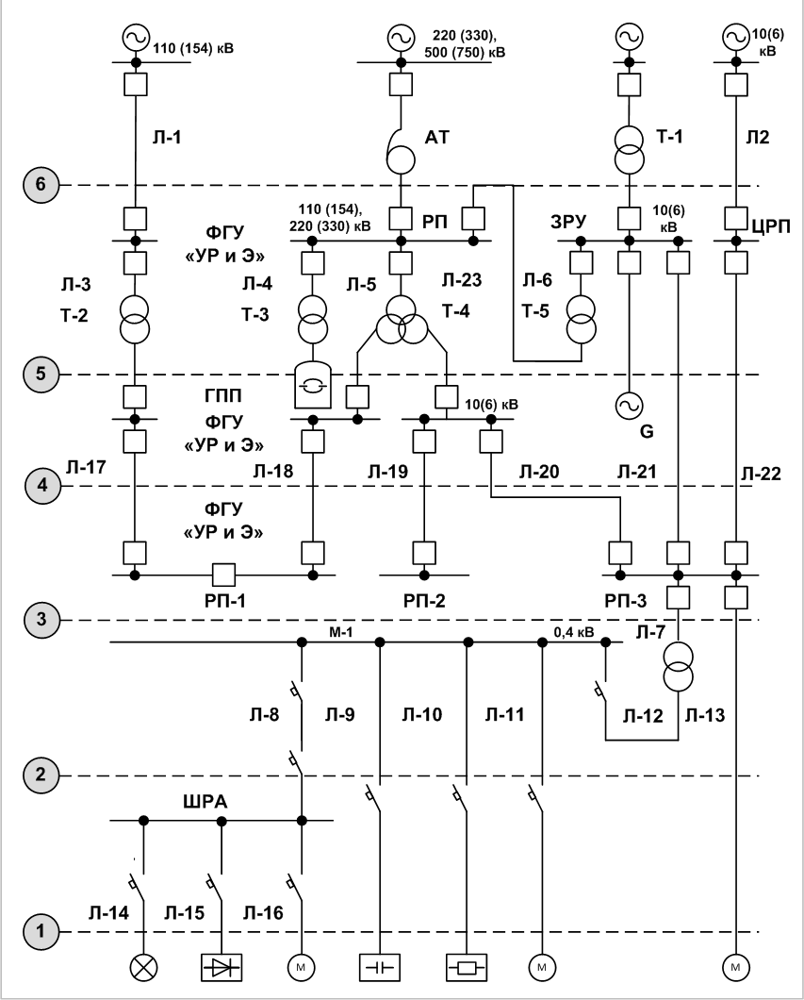 110 (154) кВ
220 (330),
500 (750) кВ
10(6)
кВ
Л-1
АТ
Т-1
Л2
6
ФГУ
«УР и Э»
110 (154),
220 (330) кВ
РП
ЗРУ
10(6)
кВ
ЦРП
Л-3
Т-2
Л-4
Т-3
Л-5
Л-23
Т-4
Л-6
Т-5
5
ГПП
ФГУ
«УР и Э»
10(6) кВ
G
Л-17
Л-18
Л-19
Л-20
Л-21
Л-22
4
ФГУ
«УР и Э»
РП-1
РП-2
РП-3
3
М-1
0,4 кВ
Л-7
Л-8
Л-9
Л-10
Л-11
Л-12
Л-13
2
ШРА
Л-14
Л-15
Л-16
1
М
М
М